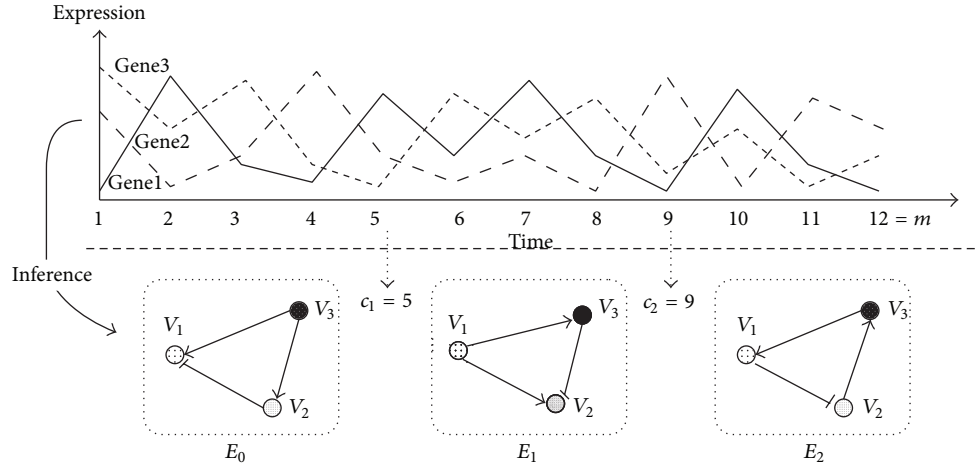 Expression
Gene3
Gene2
Gene1
1 2 3 4 5 6 7 8 9 10 11 12 = m
Time
Inference
c₁ = 5
c₂ = 9
V₁ V₃ V₂
V₁ V₃ V₂
V₁ V₃ V₂
E₀ E₁ E₂